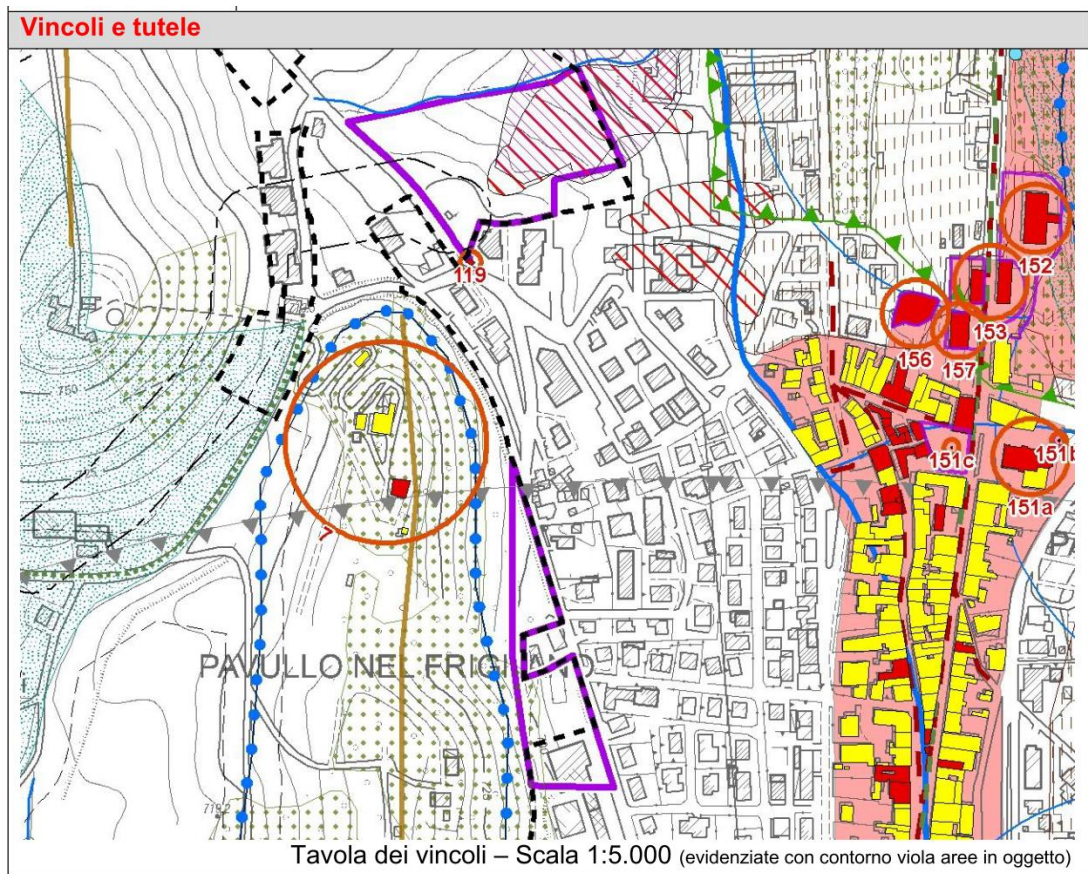 Vincoli e tutele
119
152
153
156
157
151c
151b
151a
7
PAVULLO NEL FRIGNANO
Tavola dei vincoli – Scala 1:5.000 (evidenziate con contorno viola aree in oggetto)